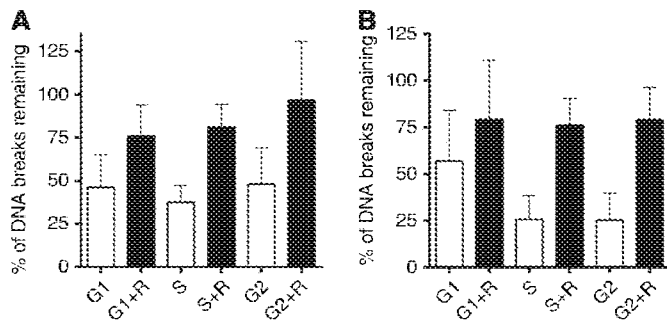 A
% of DNA breaks remaining
125
100
75
50
25
0
G1
G1+R
S
S+R
G2
G2+R
B
% of DNA breaks remaining
125
100
75
50
25
0
G1
G1+R
S
S+R
G2
G2+R